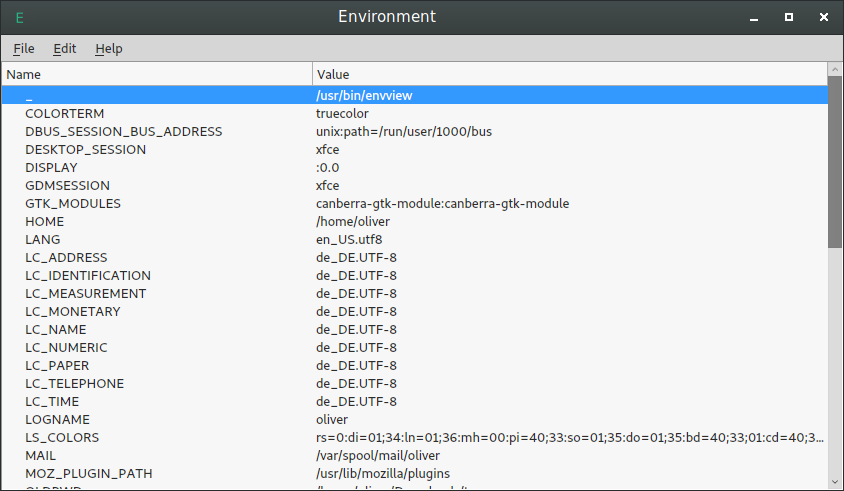 E Environment
File Edit Help
Name Value
_ /usr/bin/envview
COLORTERM truecolor
DBUS_SESSION_BUS_ADDRESS unix:path=/run/user/1000/bus
DESKTOP_SESSION xfce
DISPLAY :0.0
GDMSESSION xfce
GTK_MODULES canberra-gtk-module:canberra-gtk-module
HOME /home/oliver
LANG en_US.utf8
LC_ADDRESS de_DE.UTF-8
LC_IDENTIFICATION de_DE.UTF-8
LC_MEASUREMENT de_DE.UTF-8
LC_MONETARY de_DE.UTF-8
LC_NAME de_DE.UTF-8
LC_NUMERIC de_DE.UTF-8
LC_PAPER de_DE.UTF-8
LC_TELEPHONE de_DE.UTF-8
LC_TIME de_DE.UTF-8
LOGNAME oliver
LS_COLORS rs=0:di=01;34:ln=01;36:mh=00:pi=40;33:so=01;35:do=01;35:bd=40;33;01:cd=40;3...
MAIL /var/spool/mail/oliver
MOZ_PLUGIN_PATH /usr/lib/mozilla/plugins